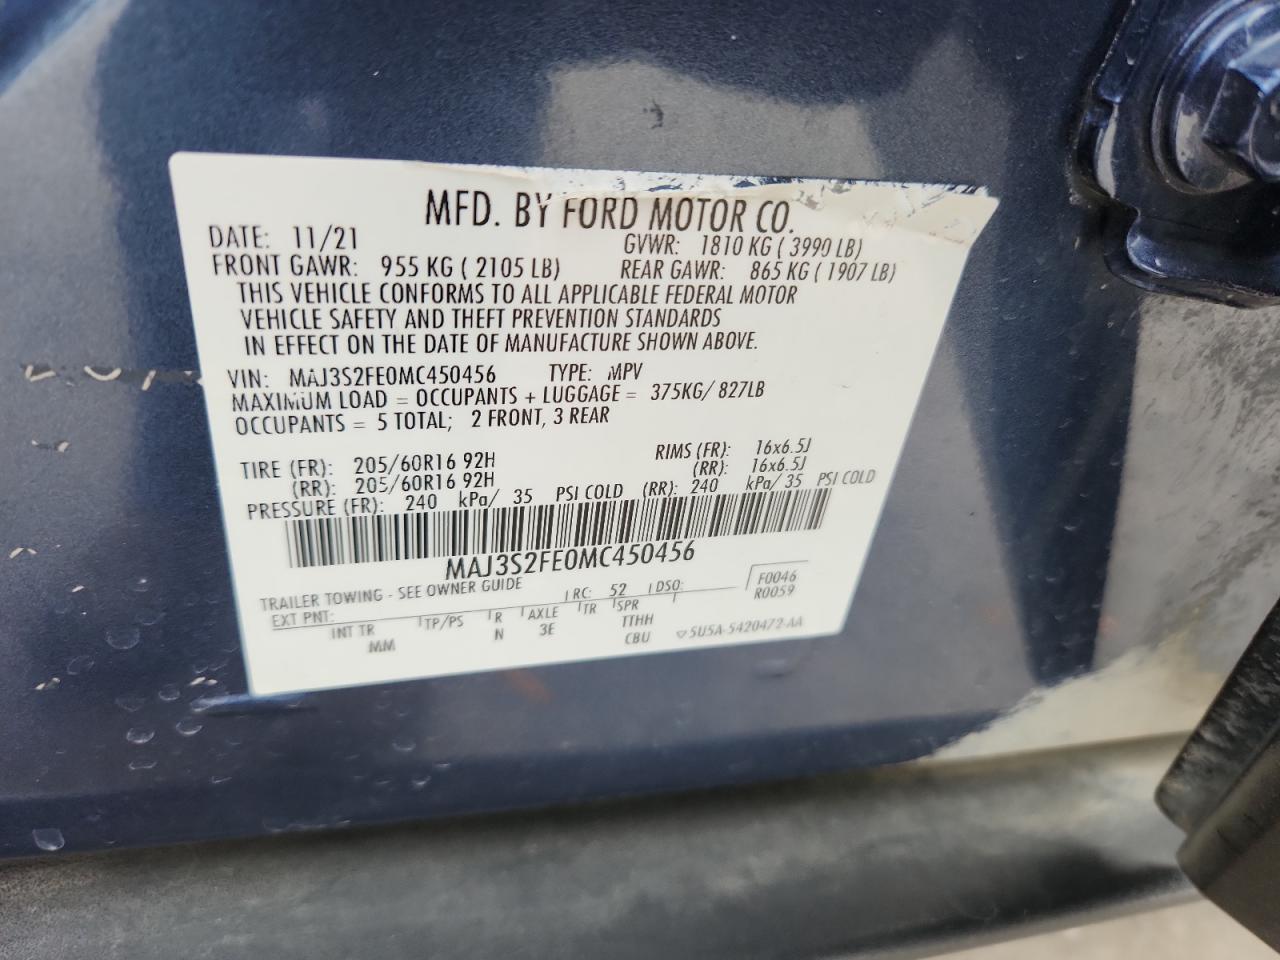 MFD. BY FORD MOTOR CO.
DATE: 11/21 GVWR: 1810 KG ( 3990 LB)
FRONT GAWR: 955 KG ( 2105 LB) REAR GAWR: 865 KG ( 1907 LB)
THIS VEHICLE CONFORMS TO ALL APPLICABLE FEDERAL MOTOR
VEHICLE SAFETY AND THEFT PREVENTION STANDARDS
IN EFFECT ON THE DATE OF MANUFACTURE SHOWN ABOVE.
VIN: MAJ3S2FE0MC450456 TYPE: MPV
MAXIMUM LOAD = OCCUPANTS + LUGGAGE = 375KG/ 827LB
OCCUPANTS = 5 TOTAL; 2 FRONT, 3 REAR
TIRE (FR): 205/60R16 92H RIMS (FR): 16x6.5J
(RR): 205/60R16 92H (RR): 16x6.5J
PRESSURE (FR): 240 kPa/ 35 PSI COLD (RR): 240 kPa/ 35 PSI COLD
MAJ3S2FE0MC450456
TRAILER TOWING - SEE OWNER GUIDE
EXT PNT: RC: 52 DSO: F0046
R0059
INT TR TP/PS R AXLE TR SPR
MM N 3E TTHH
CBU 5U5A-5420472-AA